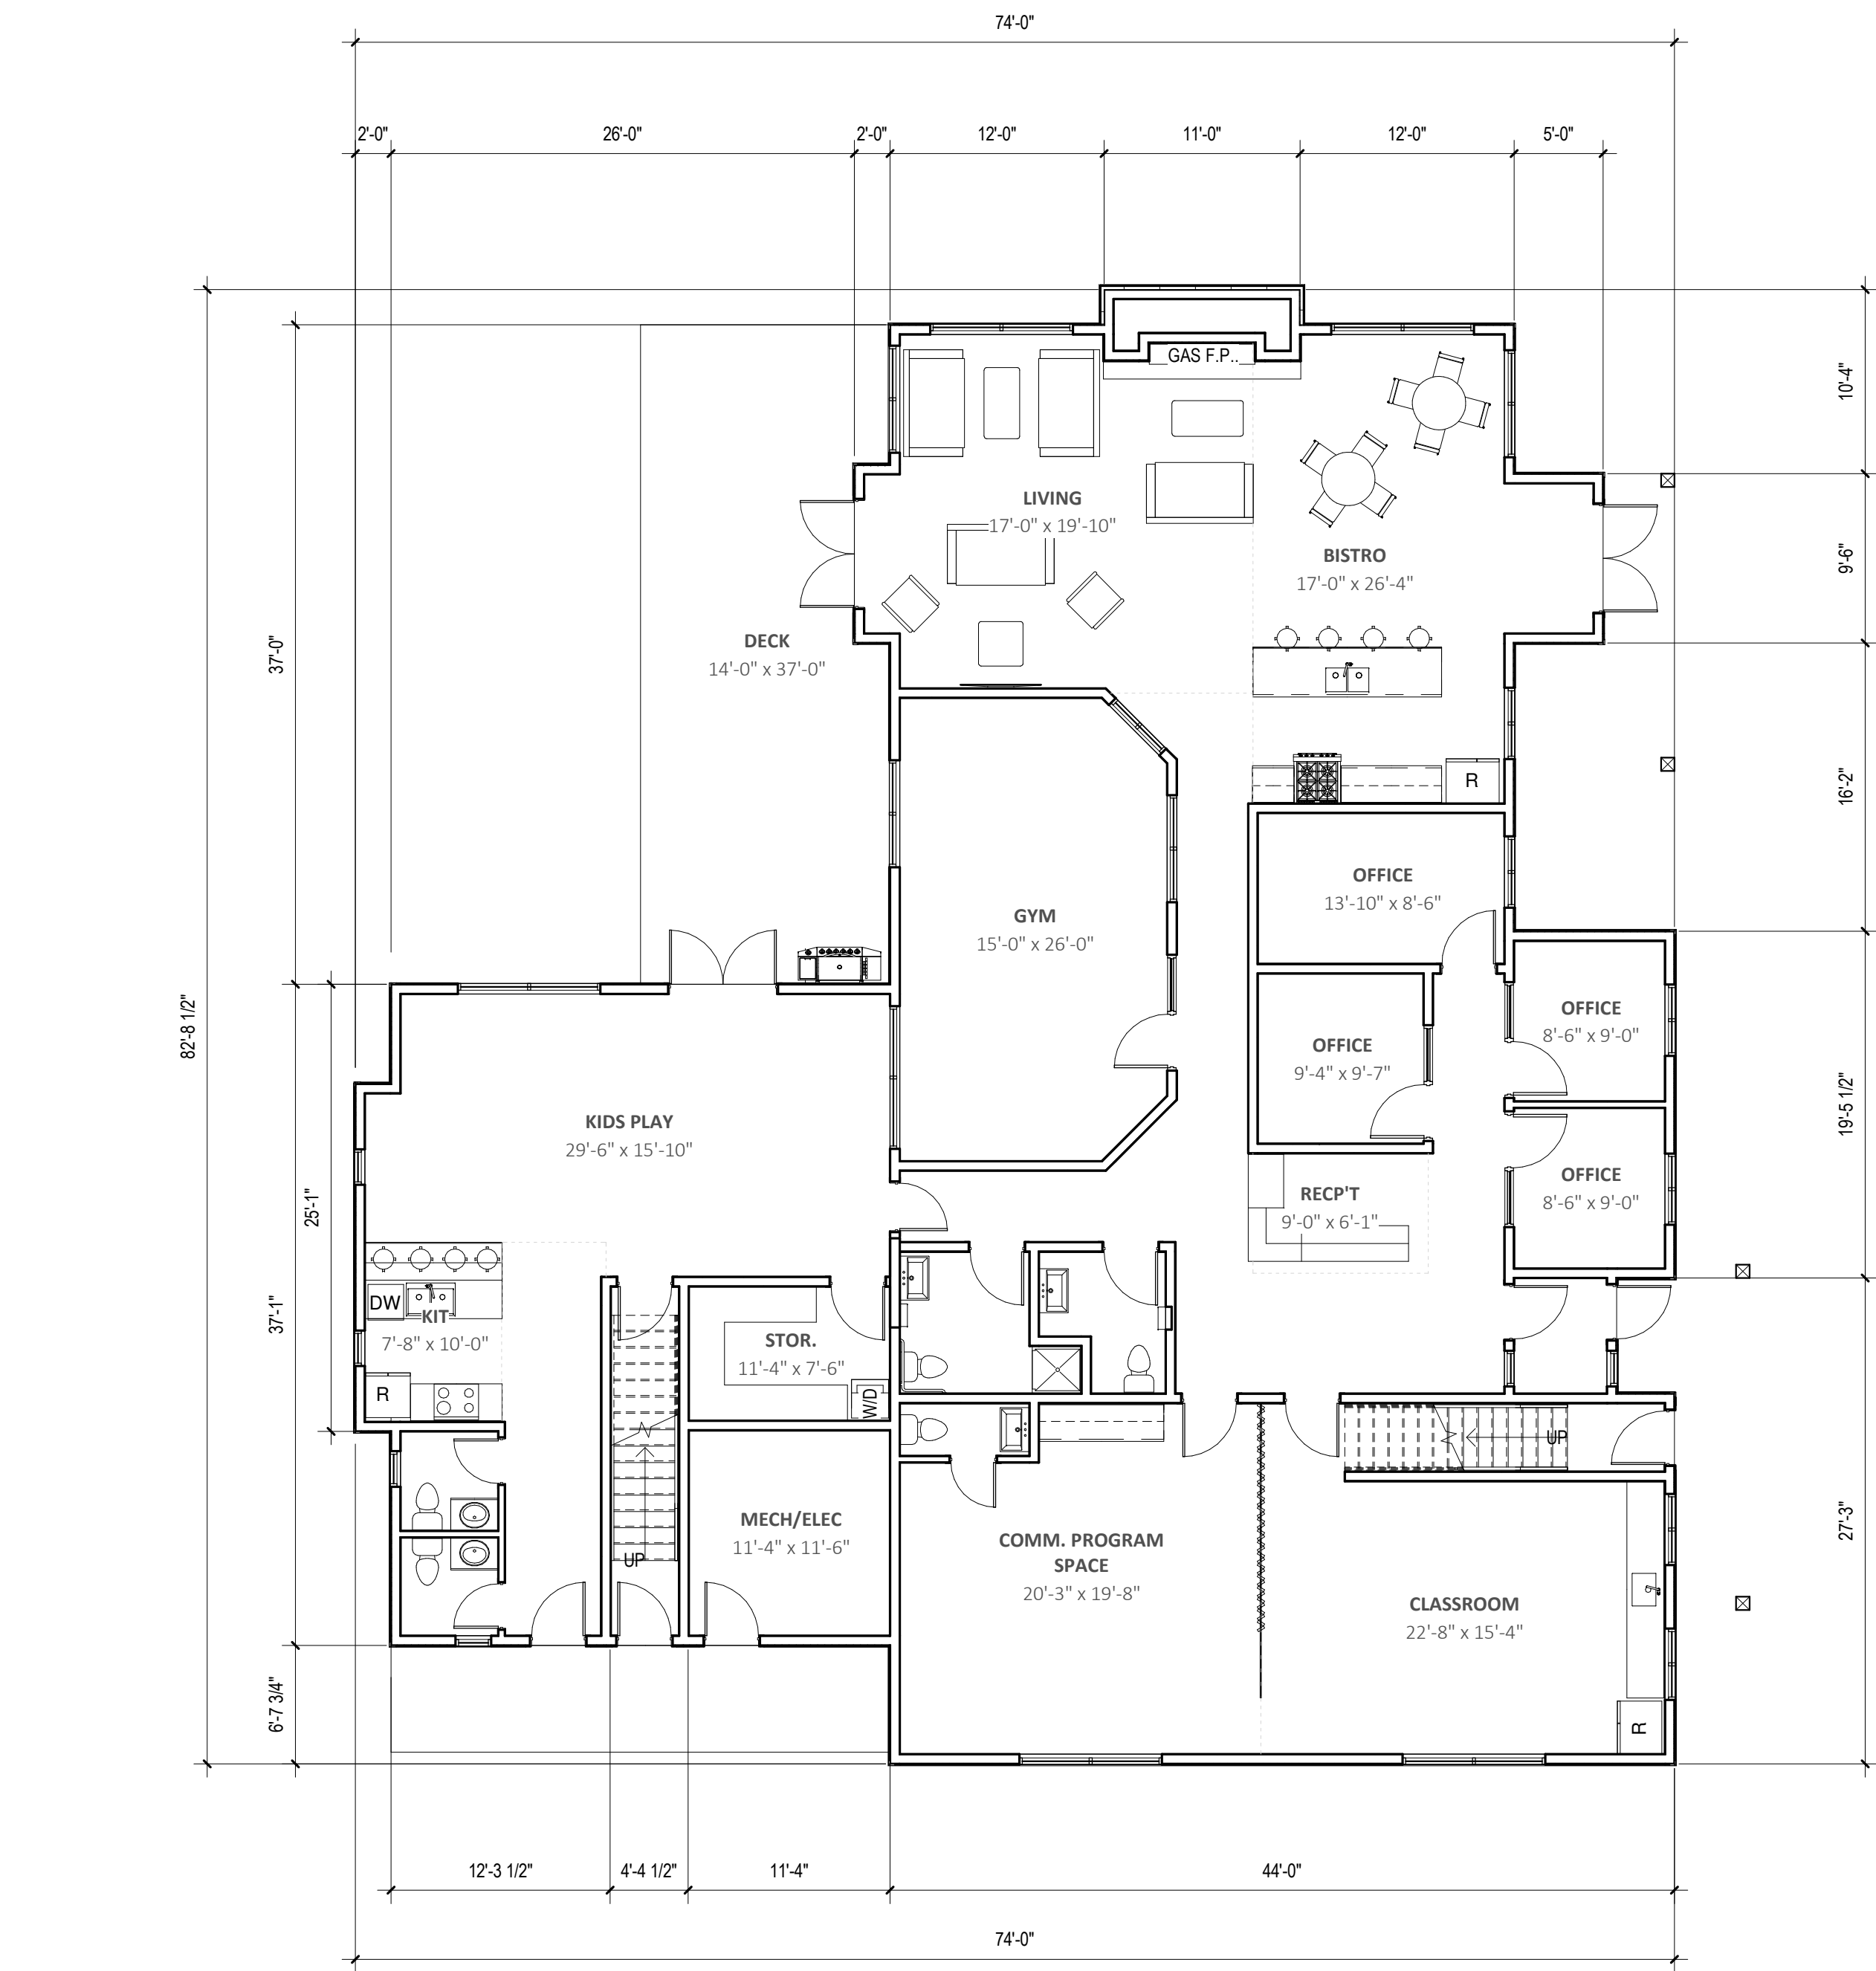 74'-0"
2'-0"
26'-0"
2'-0"
12'-0"
11'-0"
12'-0"
5'-0"
GAS F.P..
10'-4"
LIVING
17'-0" x 19'-10"
BISTRO
17'-0" x 26'-4"
9'-6"
37'-0"
DECK
14'-0" x 37'-0"
R
16'-2"
OFFICE
13'-10" x 8'-6"
GYM
15'-0" x 26'-0"
82'-8 1/2"
OFFICE
8'-6" x 9'-0"
OFFICE
9'-4" x 9'-7"
KIDS PLAY
29'-6" x 15'-10"
19'-5 1/2"
25'-1"
OFFICE
8'-6" x 9'-0"
RECP'T
9'-0" x 6'-1"
37'-1"
DW
KIT
7'-8" x 10'-0"
R
STOR.
11'-4" x 7'-6"
W/D
UP
MECH/ELEC
11'-4" x 11'-6"
UP
COMM. PROGRAM
SPACE
20'-3" x 19'-8"
CLASSROOM
22'-8" x 15'-4"
27'-3"
6'-7 3/4"
R
12'-3 1/2"
4'-4 1/2"
11'-4"
44'-0"
74'-0"